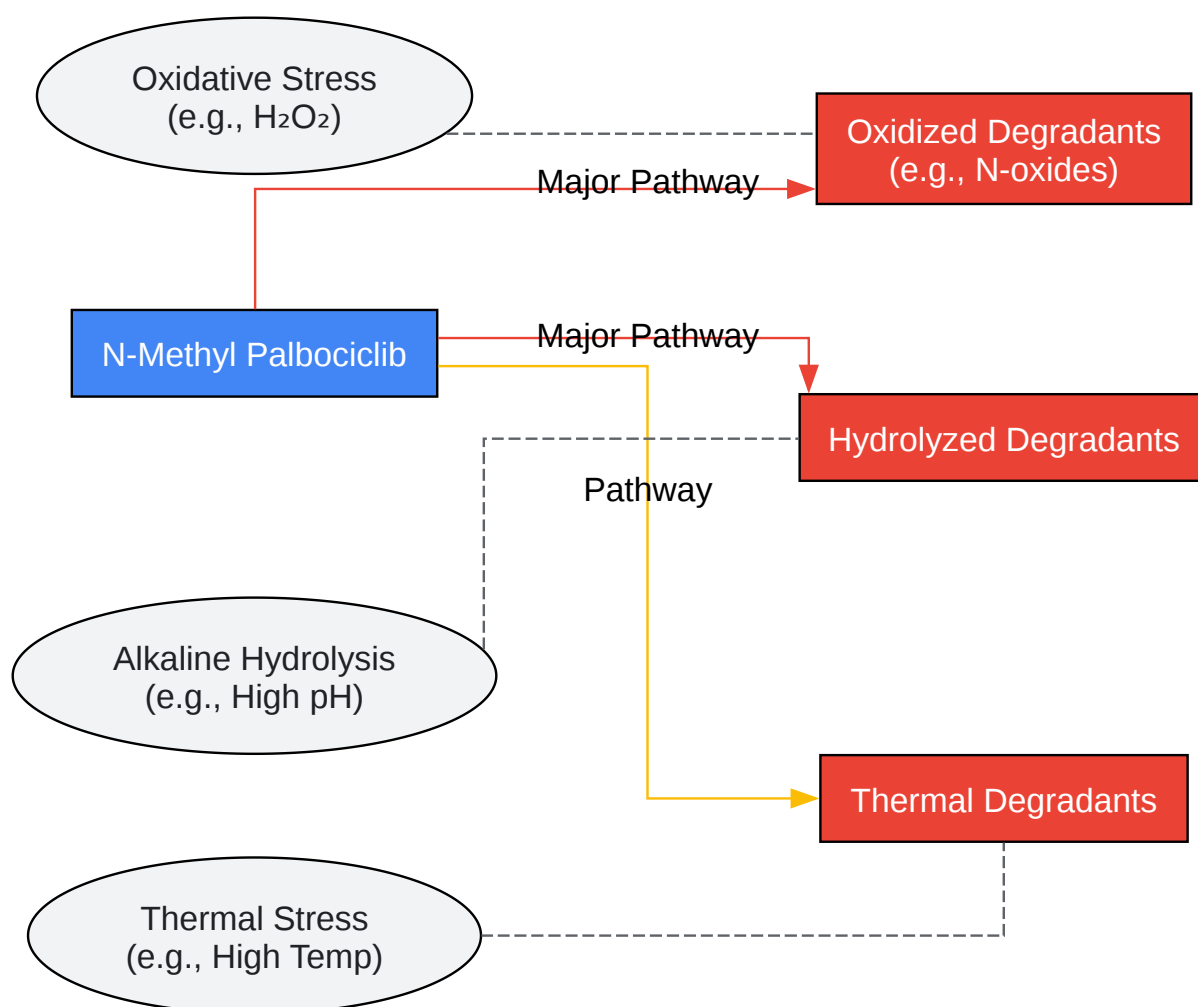 Oxidative Stress
(e.g., H₂O₂)
Oxidized Degradants
(e.g., N-oxides)
Major Pathway
N-Methyl Palbociclib
Major Pathway
Hydrolyzed Degradants
Pathway
Alkaline Hydrolysis
(e.g., High pH)
Thermal Degradants
Thermal Stress
(e.g., High Temp)